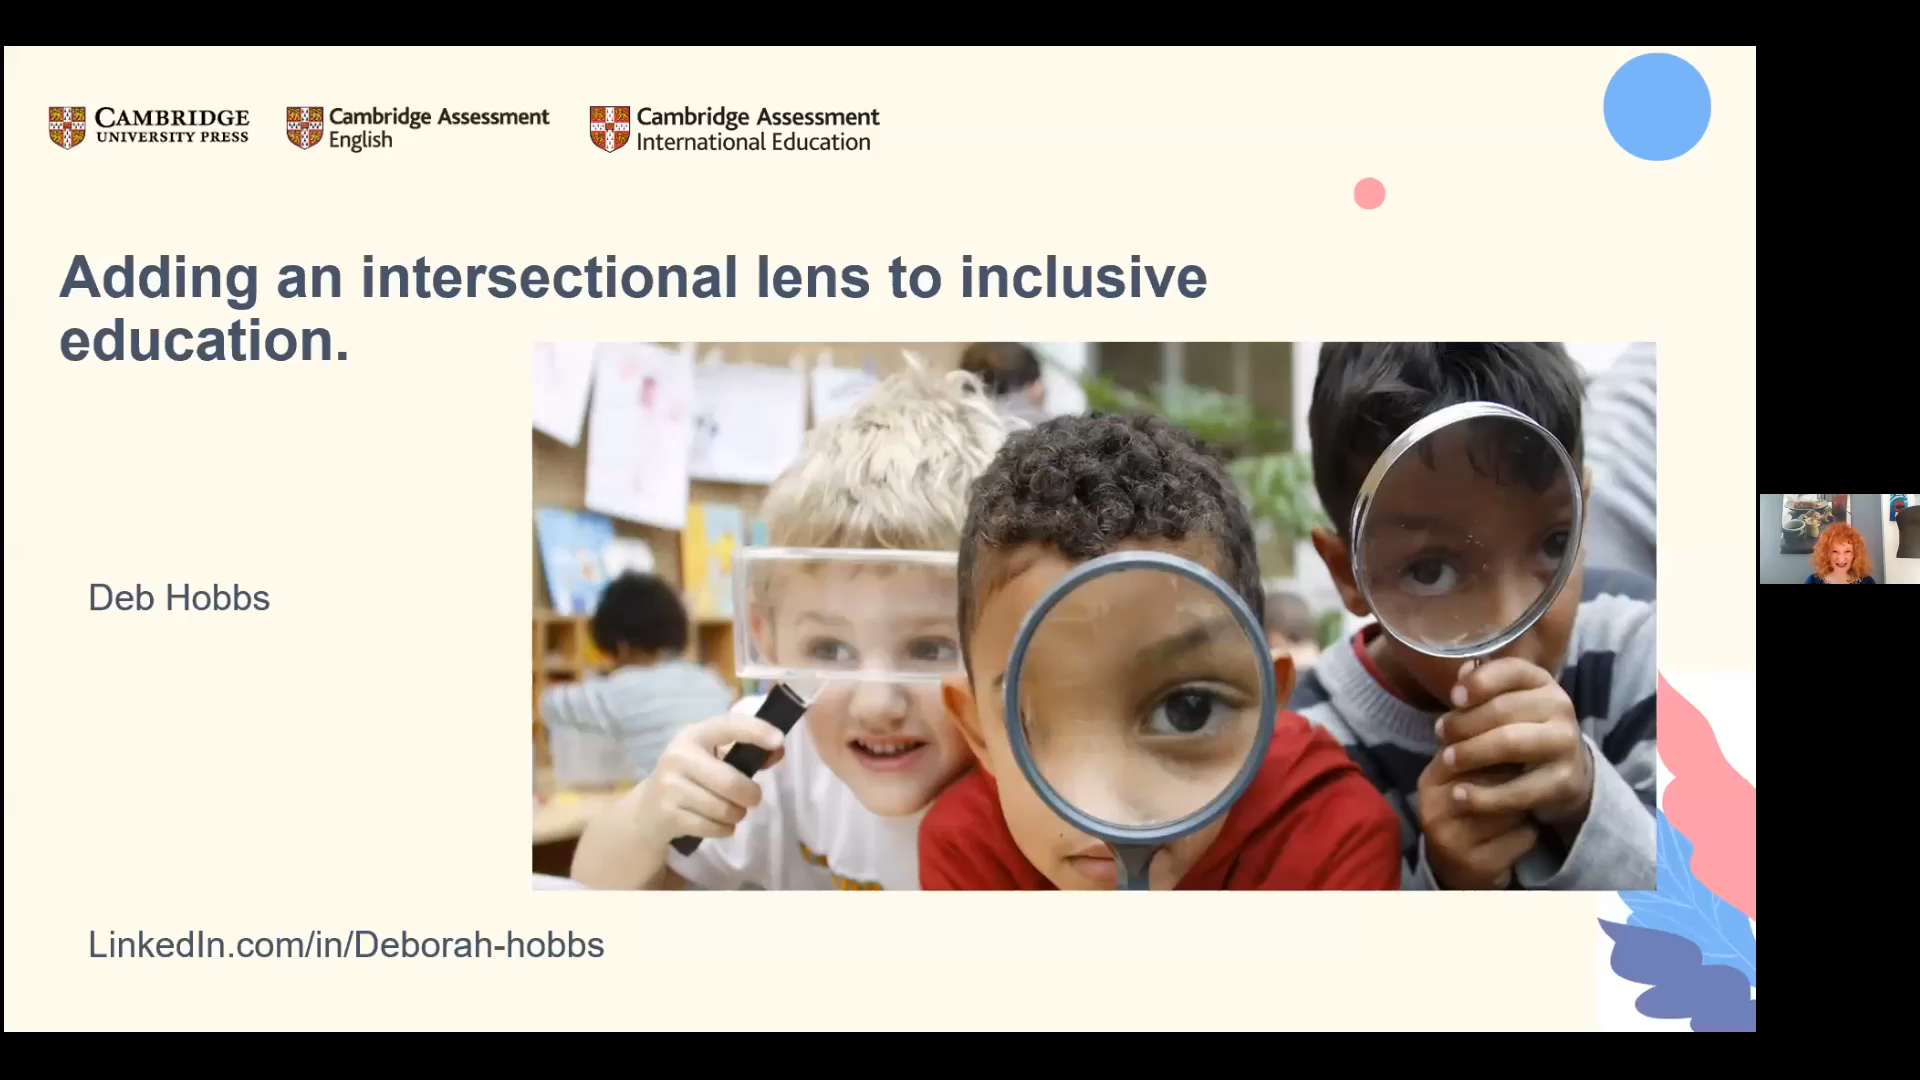 CAMBRIDGE
UNIVERSITY PRESS
Cambridge Assessment
English
Cambridge Assessment
International Education
Adding an intersectional lens to inclusive
education.
Deb Hobbs
LinkedIn.com/in/Deborah-hobbs